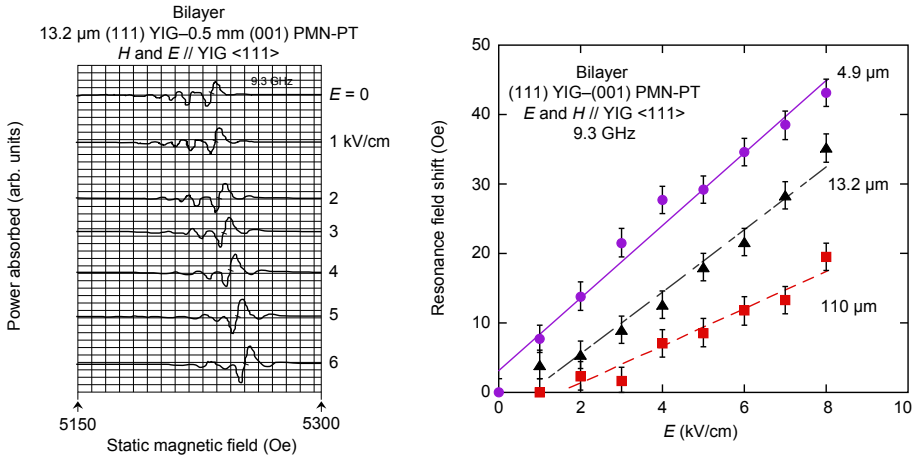 Bilayer
13.2 µm (111) YIG–0.5 mm (001) PMN-PT
H and E // YIG <111>
9.3 GHz
E = 0
1 kV/cm
2
3
4
5
6
Power absorbed (arb. units)
5150
5300
Static magnetic field (Oe)
50
40
30
20
10
0
Resonance field shift (Oe)
Bilayer
(111) YIG–(001) PMN-PT
E and H // YIG <111>
9.3 GHz
4.9 µm
13.2 µm
110 µm
0
2
4
6
8
10
E (kV/cm)